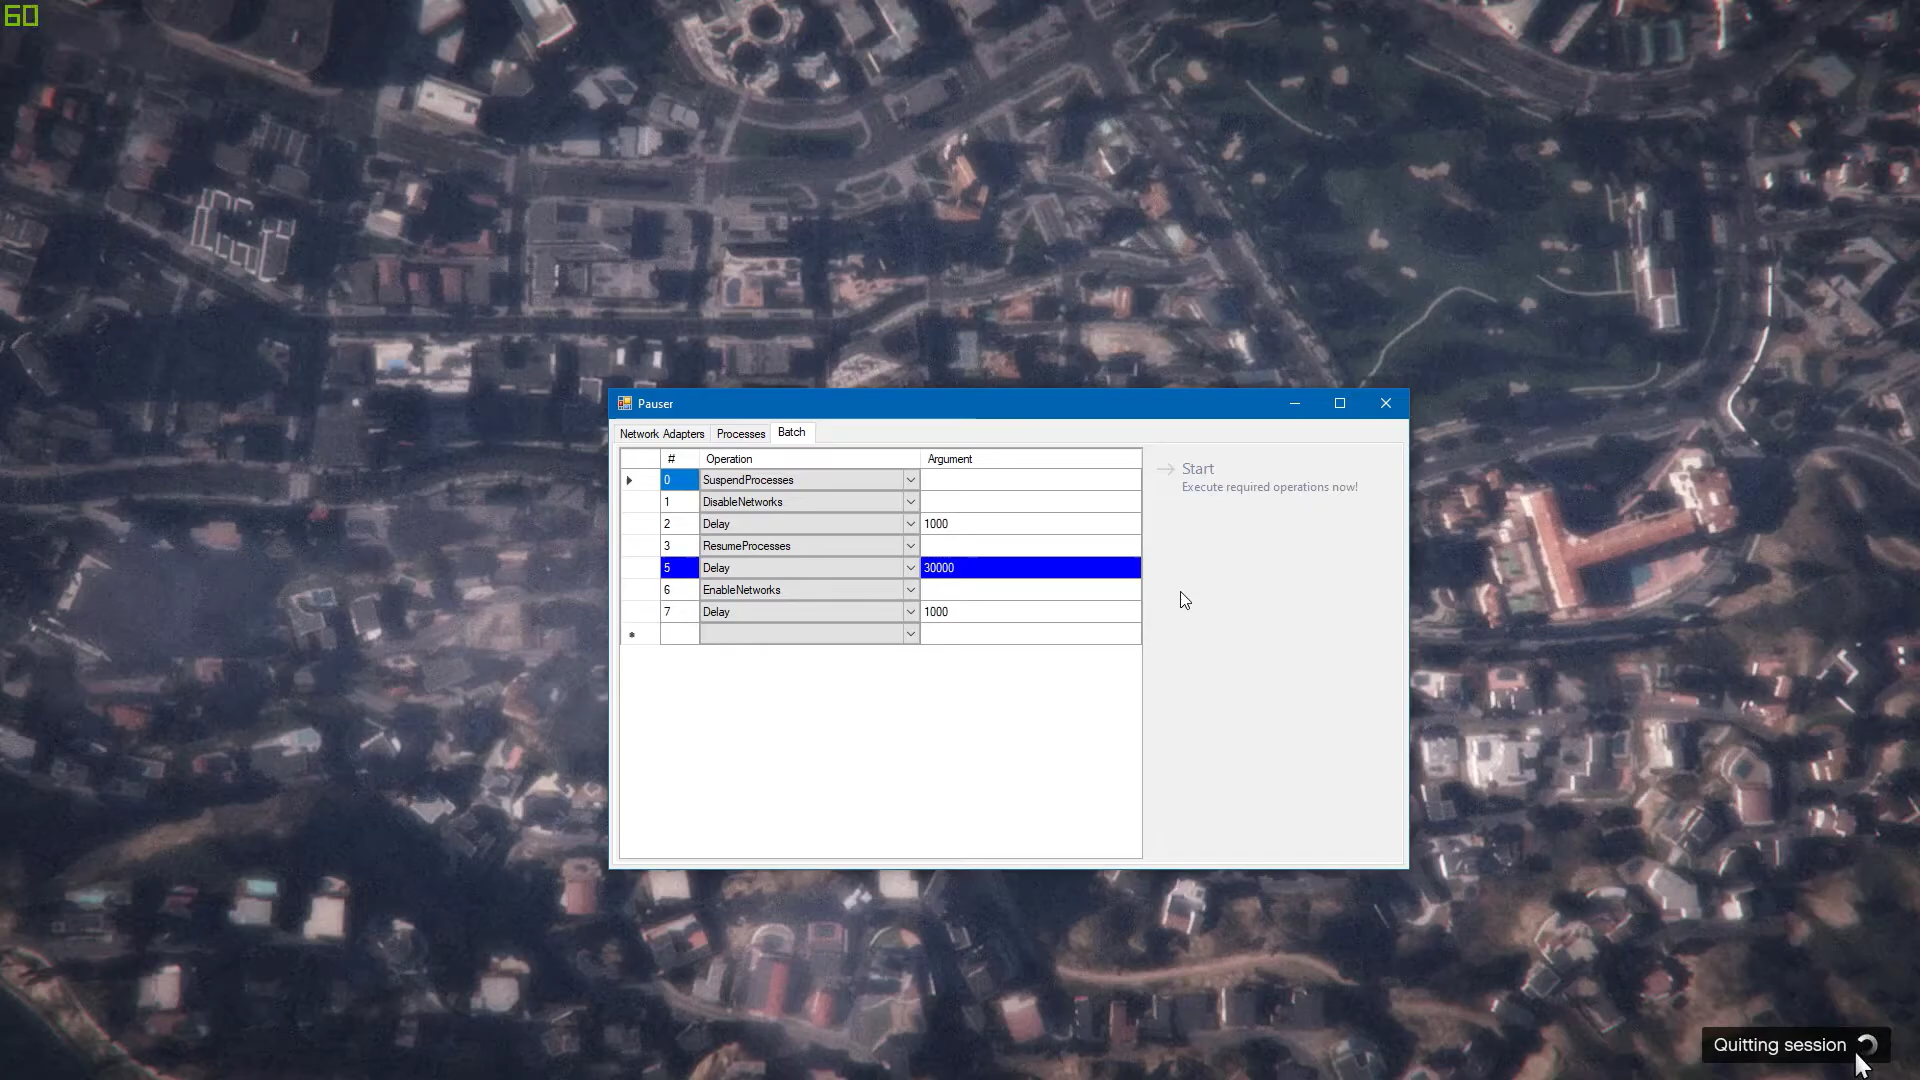 60
Pauser
Network Adapters Processes Batch
# Operation Argument
0 SuspendProcesses
1 DisableNetworks
2 Delay 1000
3 ResumeProcesses
5 Delay 30000
6 EnableNetworks
7 Delay 1000
Start
Execute required operations now!
Quitting session